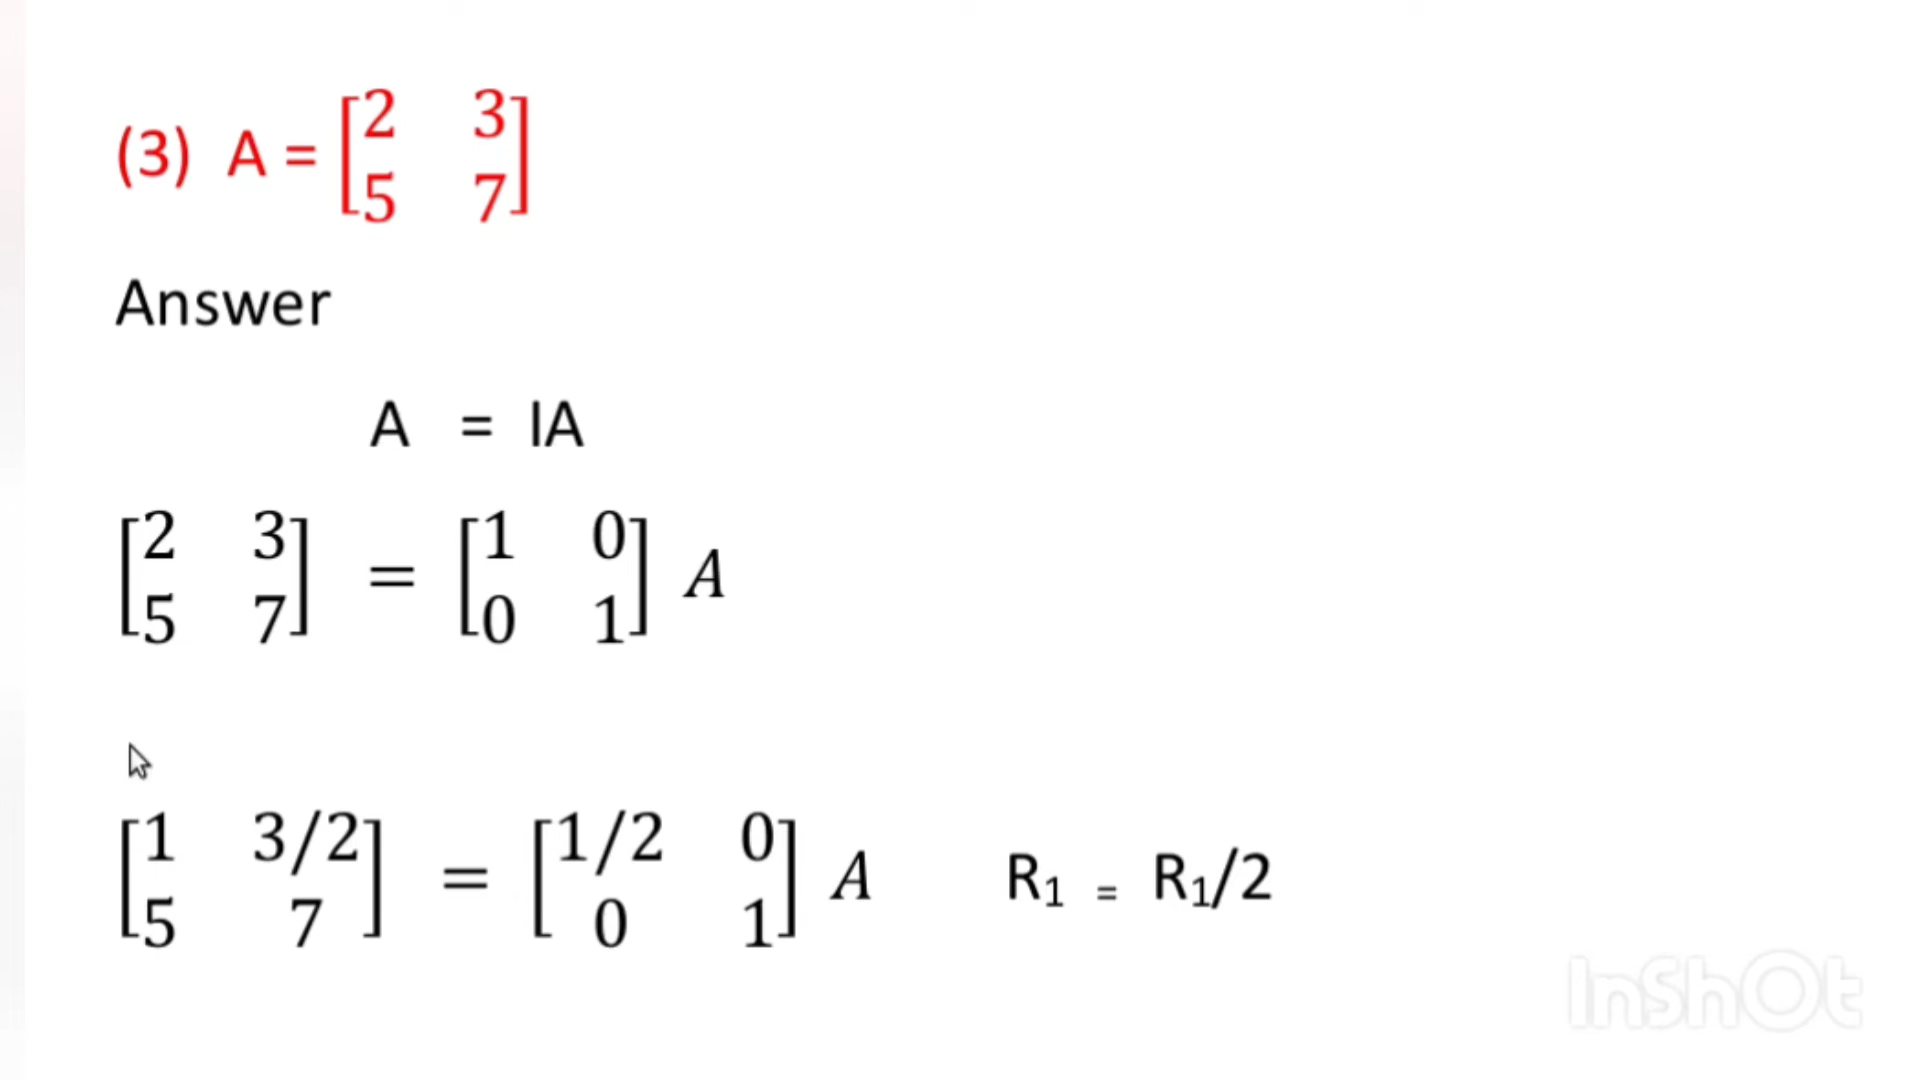 (3) A = [2 3
5 7]
Answer
A = IA
[2 3
5 7] = [1 0
0 1] A
[1 3/2
5 7] = [1/2 0
0 1] A R₁ = R₁/2
InShOt